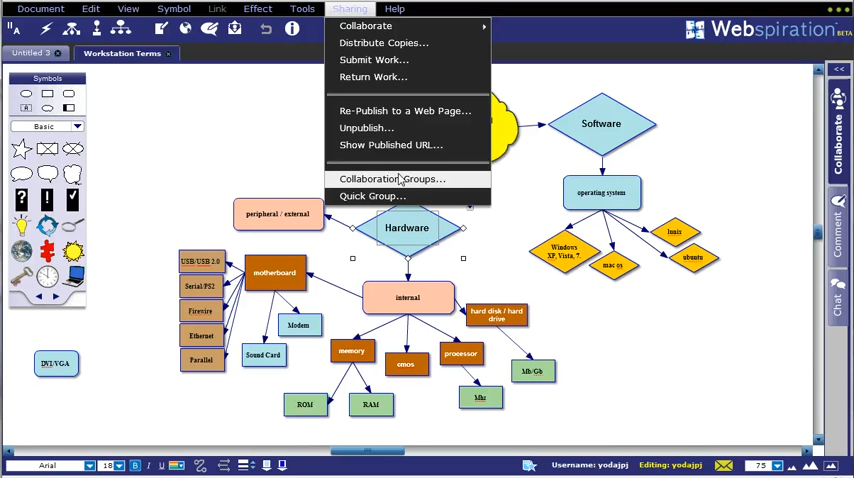 Document Edit View Symbol Link Effect Tools Sharing Help
Webspiration BETA
Untitled 3 Workstation Terms
Collaborate
Distribute Copies...
Submit Work...
Return Work...
Re-Publish to a Web Page...
Unpublish...
Show Published URL...
Collaboration Groups...
Quick Group...
Symbols
A
Basic
? ! ✓
Software
operating system
Windows XP, Vista, 7.
mac os
lunix
ubuntu
peripheral / external
Hardware
USB/USB 2.0
Serial/PS2
Firewire
Ethernet
Parallel
motherboard
Modem
Sound Card
internal
hard disk / hard
drive
memory
cmos
processor
Mb/Gb
Mhz
ROM
RAM
DVI/VGA
<<
Collaborate
Comment
Chat
Arial 18 B I U
Username: yodajpj Editing: yodajpj 75